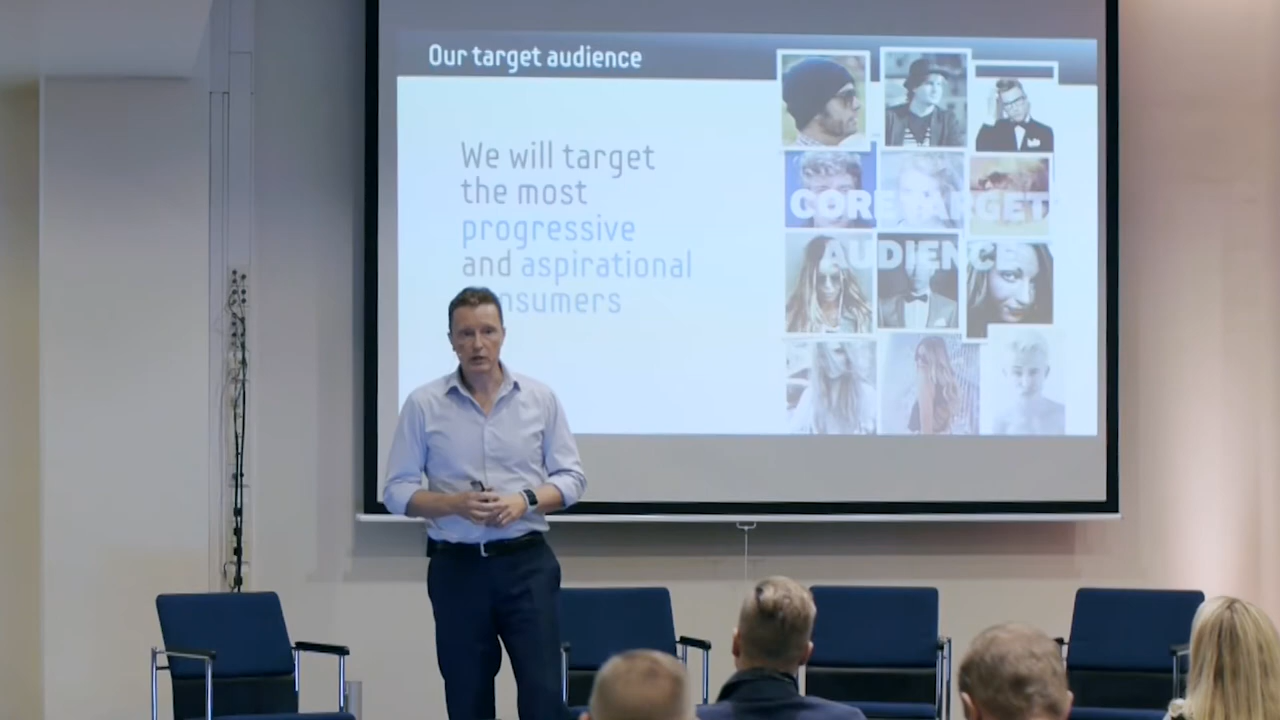 Our target audience
We will target
the most
progressive
and aspirational
nsumers
CORE TARGET
AUDIENCE